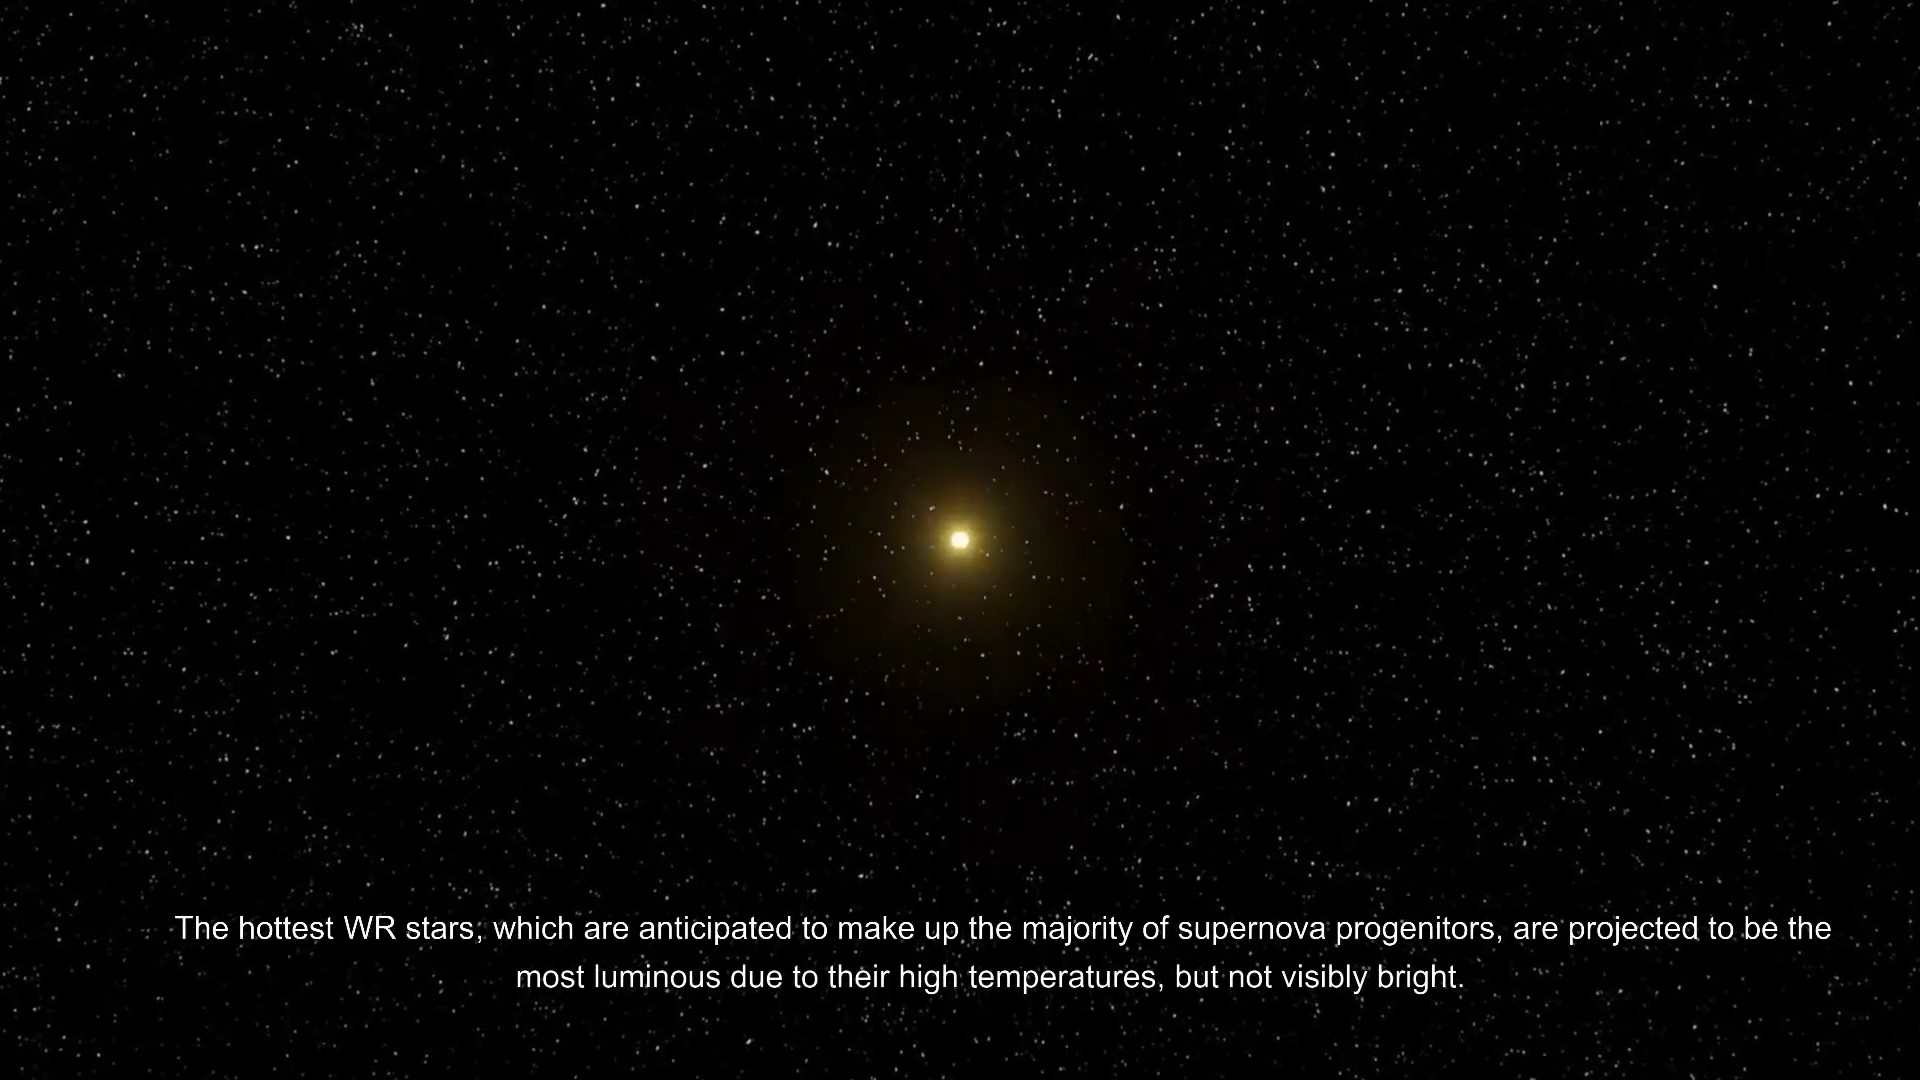 The hottest WR stars, which are anticipated to make up the majority of supernova progenitors, are projected to be the
most luminous due to their high temperatures, but not visibly bright.